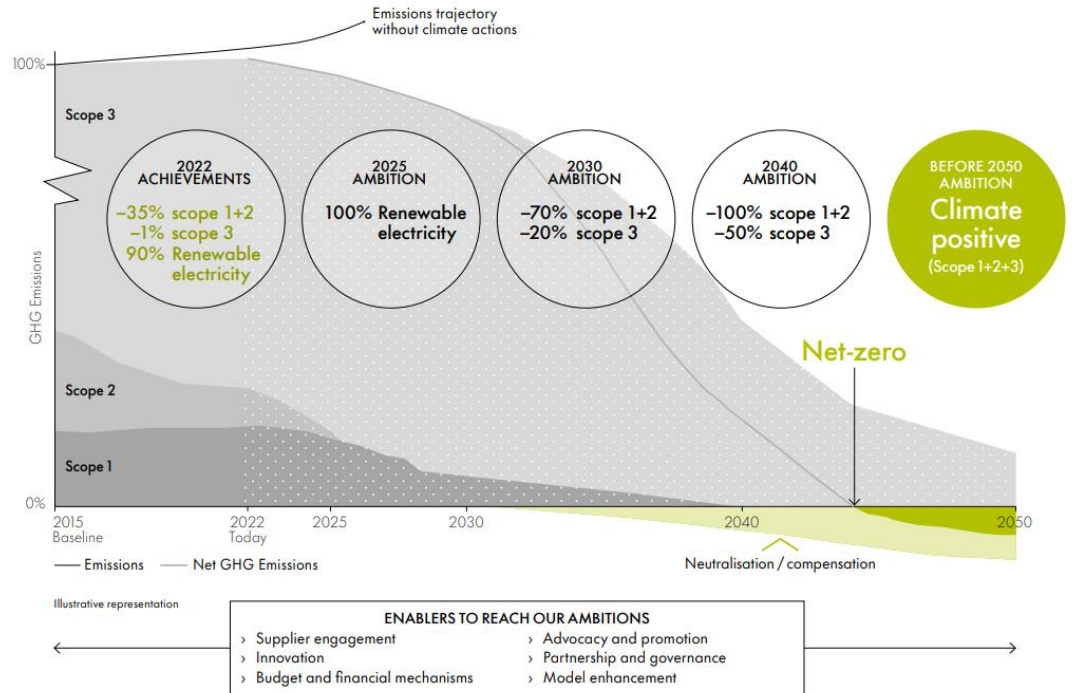 Emissions trajectory
without climate actions
100%
Scope 3
2022
ACHIEVEMENTS
–35% scope 1+2
–1% scope 3
90% Renewable
electricity
2025
AMBITION
100% Renewable
electricity
2030
AMBITION
–70% scope 1+2
–20% scope 3
2040
AMBITION
–100% scope 1+2
–50% scope 3
BEFORE 2050
AMBITION
Climate
positive
(Scope 1+2+3)
GHG Emissions
Net-zero
Scope 2
Scope 1
0%
2015
Baseline
2022
Today
2025
2030
2040
2050
Emissions
Net GHG Emissions
Neutralisation / compensation
Illustrative representation
ENABLERS TO REACH OUR AMBITIONS
› Supplier engagement
› Innovation
› Budget and financial mechanisms
› Advocacy and promotion
› Partnership and governance
› Model enhancement